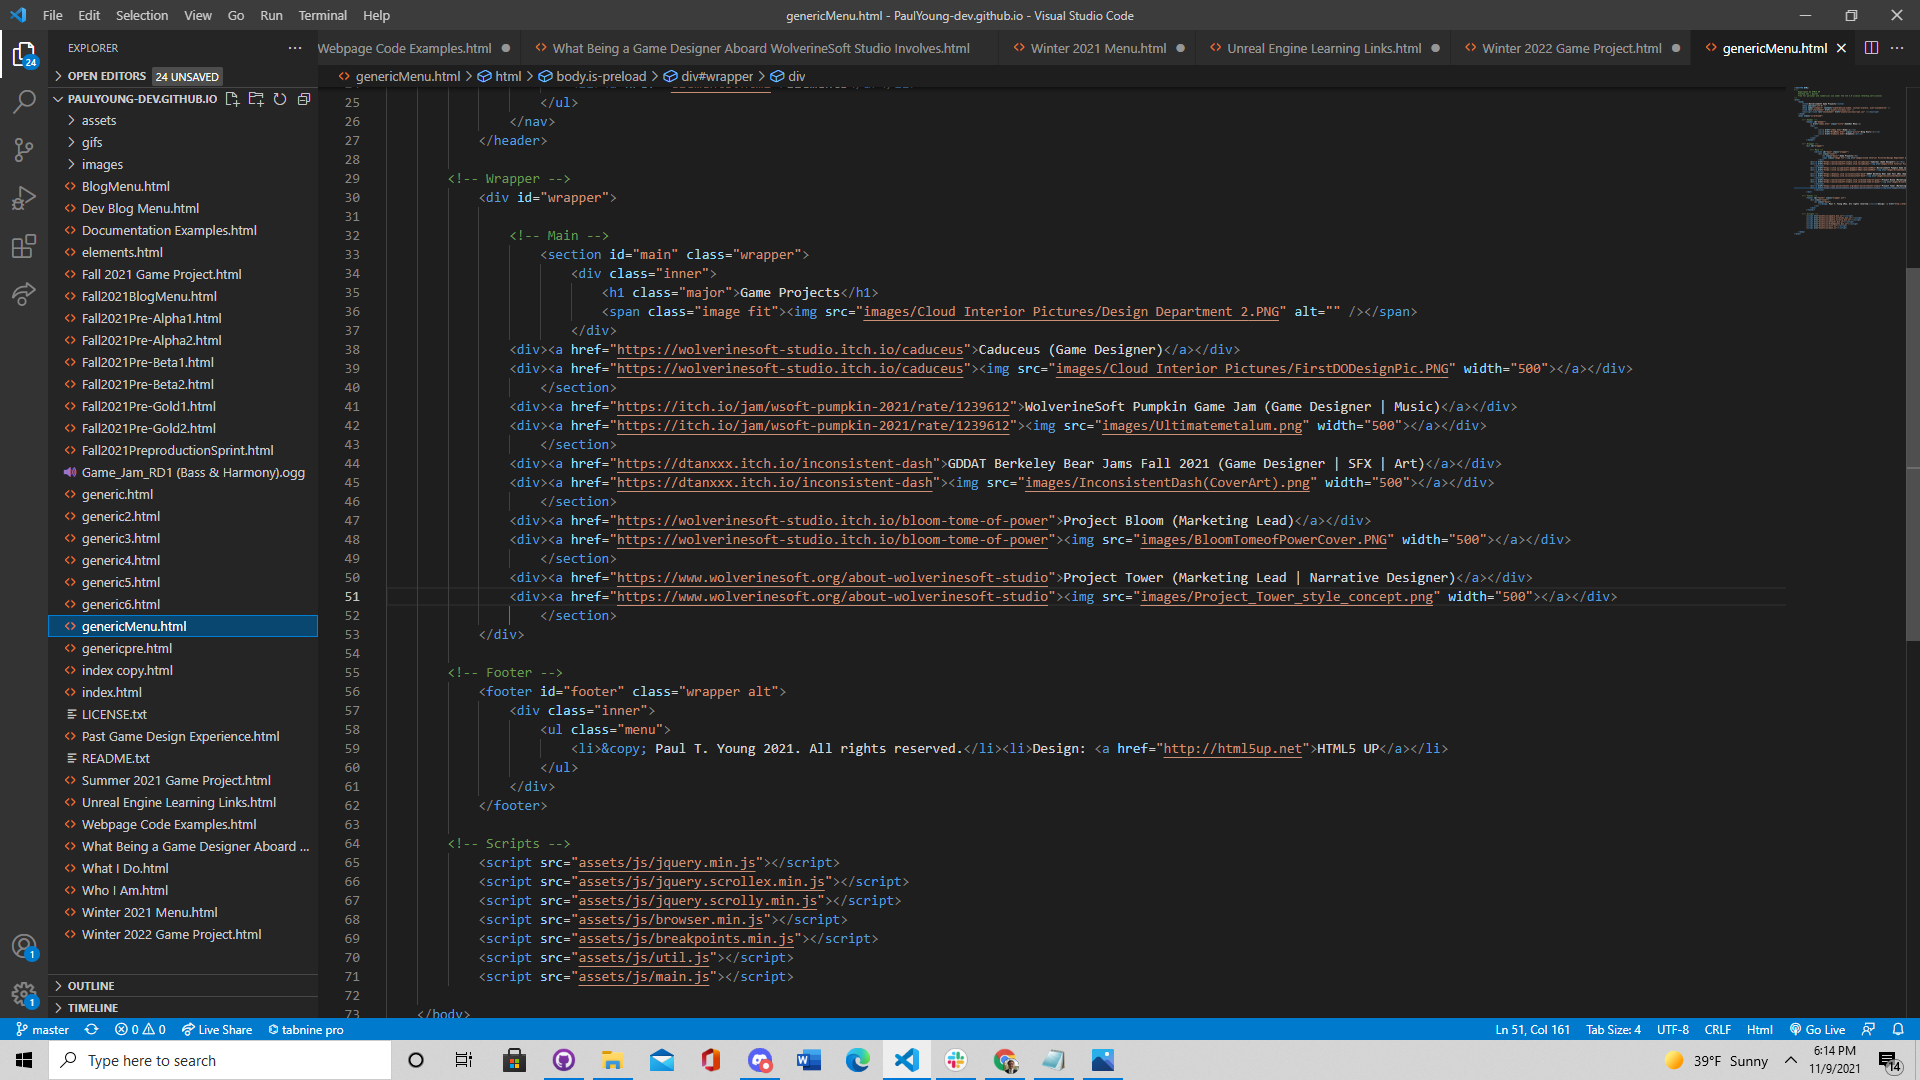 File Edit Selection View Go Run Terminal Help
genericMenu.html - PaulYoung-dev.github.io - Visual Studio Code
EXPLORER
Webpage Code Examples.html
What Being a Game Designer Aboard WolverineSoft Studio Involves.html
Winter 2021 Menu.html
Unreal Engine Learning Links.html
Winter 2022 Game Project.html
genericMenu.html
genericMenu.html > html > body.is-preload > div#wrapper > div
24
OPEN EDITORS 24 UNSAVED
PAULYOUNG-DEV.GITHUB.IO
assets
gifs
images
BlogMenu.html
Dev Blog Menu.html
Documentation Examples.html
elements.html
Fall 2021 Game Project.html
Fall2021BlogMenu.html
Fall2021Pre-Alpha1.html
Fall2021Pre-Alpha2.html
Fall2021Pre-Beta1.html
Fall2021Pre-Beta2.html
Fall2021Pre-Gold1.html
Fall2021Pre-Gold2.html
Fall2021PreproductionSprint.html
Game_Jam_RD1 (Bass & Harmony).ogg
generic.html
generic2.html
generic3.html
generic4.html
generic5.html
generic6.html
genericMenu.html
genericpre.html
index copy.html
index.html
LICENSE.txt
Past Game Design Experience.html
README.txt
Summer 2021 Game Project.html
Unreal Engine Learning Links.html
Webpage Code Examples.html
What Being a Game Designer Aboard ...
What I Do.html
Who I Am.html
Winter 2021 Menu.html
Winter 2022 Game Project.html
OUTLINE
TIMELINE
1
1
25 </ul>
26 </nav>
27 </header>
28
29 <!-- Wrapper -->
30 <div id="wrapper">
31
32 <!-- Main -->
33 <section id="main" class="wrapper">
34 <div class="inner">
35 <h1 class="major">Game Projects</h1>
36 <span class="image fit"><img src="images/Cloud Interior Pictures/Design Department 2.PNG" alt="" /></span>
37 </div>
38 <div><a href="https://wolverinesoft-studio.itch.io/caduceus">Caduceus (Game Designer)</a></div>
39 <div><a href="https://wolverinesoft-studio.itch.io/caduceus"><img src="images/Cloud Interior Pictures/FirstDODesignPic.PNG" width="500"></a></div>
40 </section>
41 <div><a href="https://itch.io/jam/wsoft-pumpkin-2021/rate/1239612">WolverineSoft Pumpkin Game Jam (Game Designer | Music)</a></div>
42 <div><a href="https://itch.io/jam/wsoft-pumpkin-2021/rate/1239612"><img src="images/Ultimatemetalum.png" width="500"></a></div>
43 </section>
44 <div><a href="https://dtanxxx.itch.io/inconsistent-dash">GDDAT Berkeley Bear Jams Fall 2021 (Game Designer | SFX | Art)</a></div>
45 <div><a href="https://dtanxxx.itch.io/inconsistent-dash"><img src="images/InconsistentDash(CoverArt).png" width="500"></a></div>
46 </section>
47 <div><a href="https://wolverinesoft-studio.itch.io/bloom-tome-of-power">Project Bloom (Marketing Lead)</a></div>
48 <div><a href="https://wolverinesoft-studio.itch.io/bloom-tome-of-power"><img src="images/BloomTomeofPowerCover.PNG" width="500"></a></div>
49 </section>
50 <div><a href="https://www.wolverinesoft.org/about-wolverinesoft-studio">Project Tower (Marketing Lead | Narrative Designer)</a></div>
51 <div><a href="https://www.wolverinesoft.org/about-wolverinesoft-studio"><img src="images/Project_Tower_style_concept.png" width="500"></a></div>
52 </section>
53 </div>
54
55 <!-- Footer -->
56 <footer id="footer" class="wrapper alt">
57 <div class="inner">
58 <ul class="menu">
59 <li>&copy; Paul T. Young 2021. All rights reserved.</li><li>Design: <a href="http://html5up.net">HTML5 UP</a></li>
60 </ul>
61 </div>
62 </footer>
63
64 <!-- Scripts -->
65 <script src="assets/js/jquery.min.js"></script>
66 <script src="assets/js/jquery.scrollex.min.js"></script>
67 <script src="assets/js/jquery.scrolly.min.js"></script>
68 <script src="assets/js/browser.min.js"></script>
69 <script src="assets/js/breakpoints.min.js"></script>
70 <script src="assets/js/util.js"></script>
71 <script src="assets/js/main.js"></script>
72
73 </body>
master 0 0 Live Share tabnine pro
Ln 51, Col 161 Tab Size: 4 UTF-8 CRLF Html Go Live
Type here to search
39°F Sunny
6:14 PM
11/9/2021
14